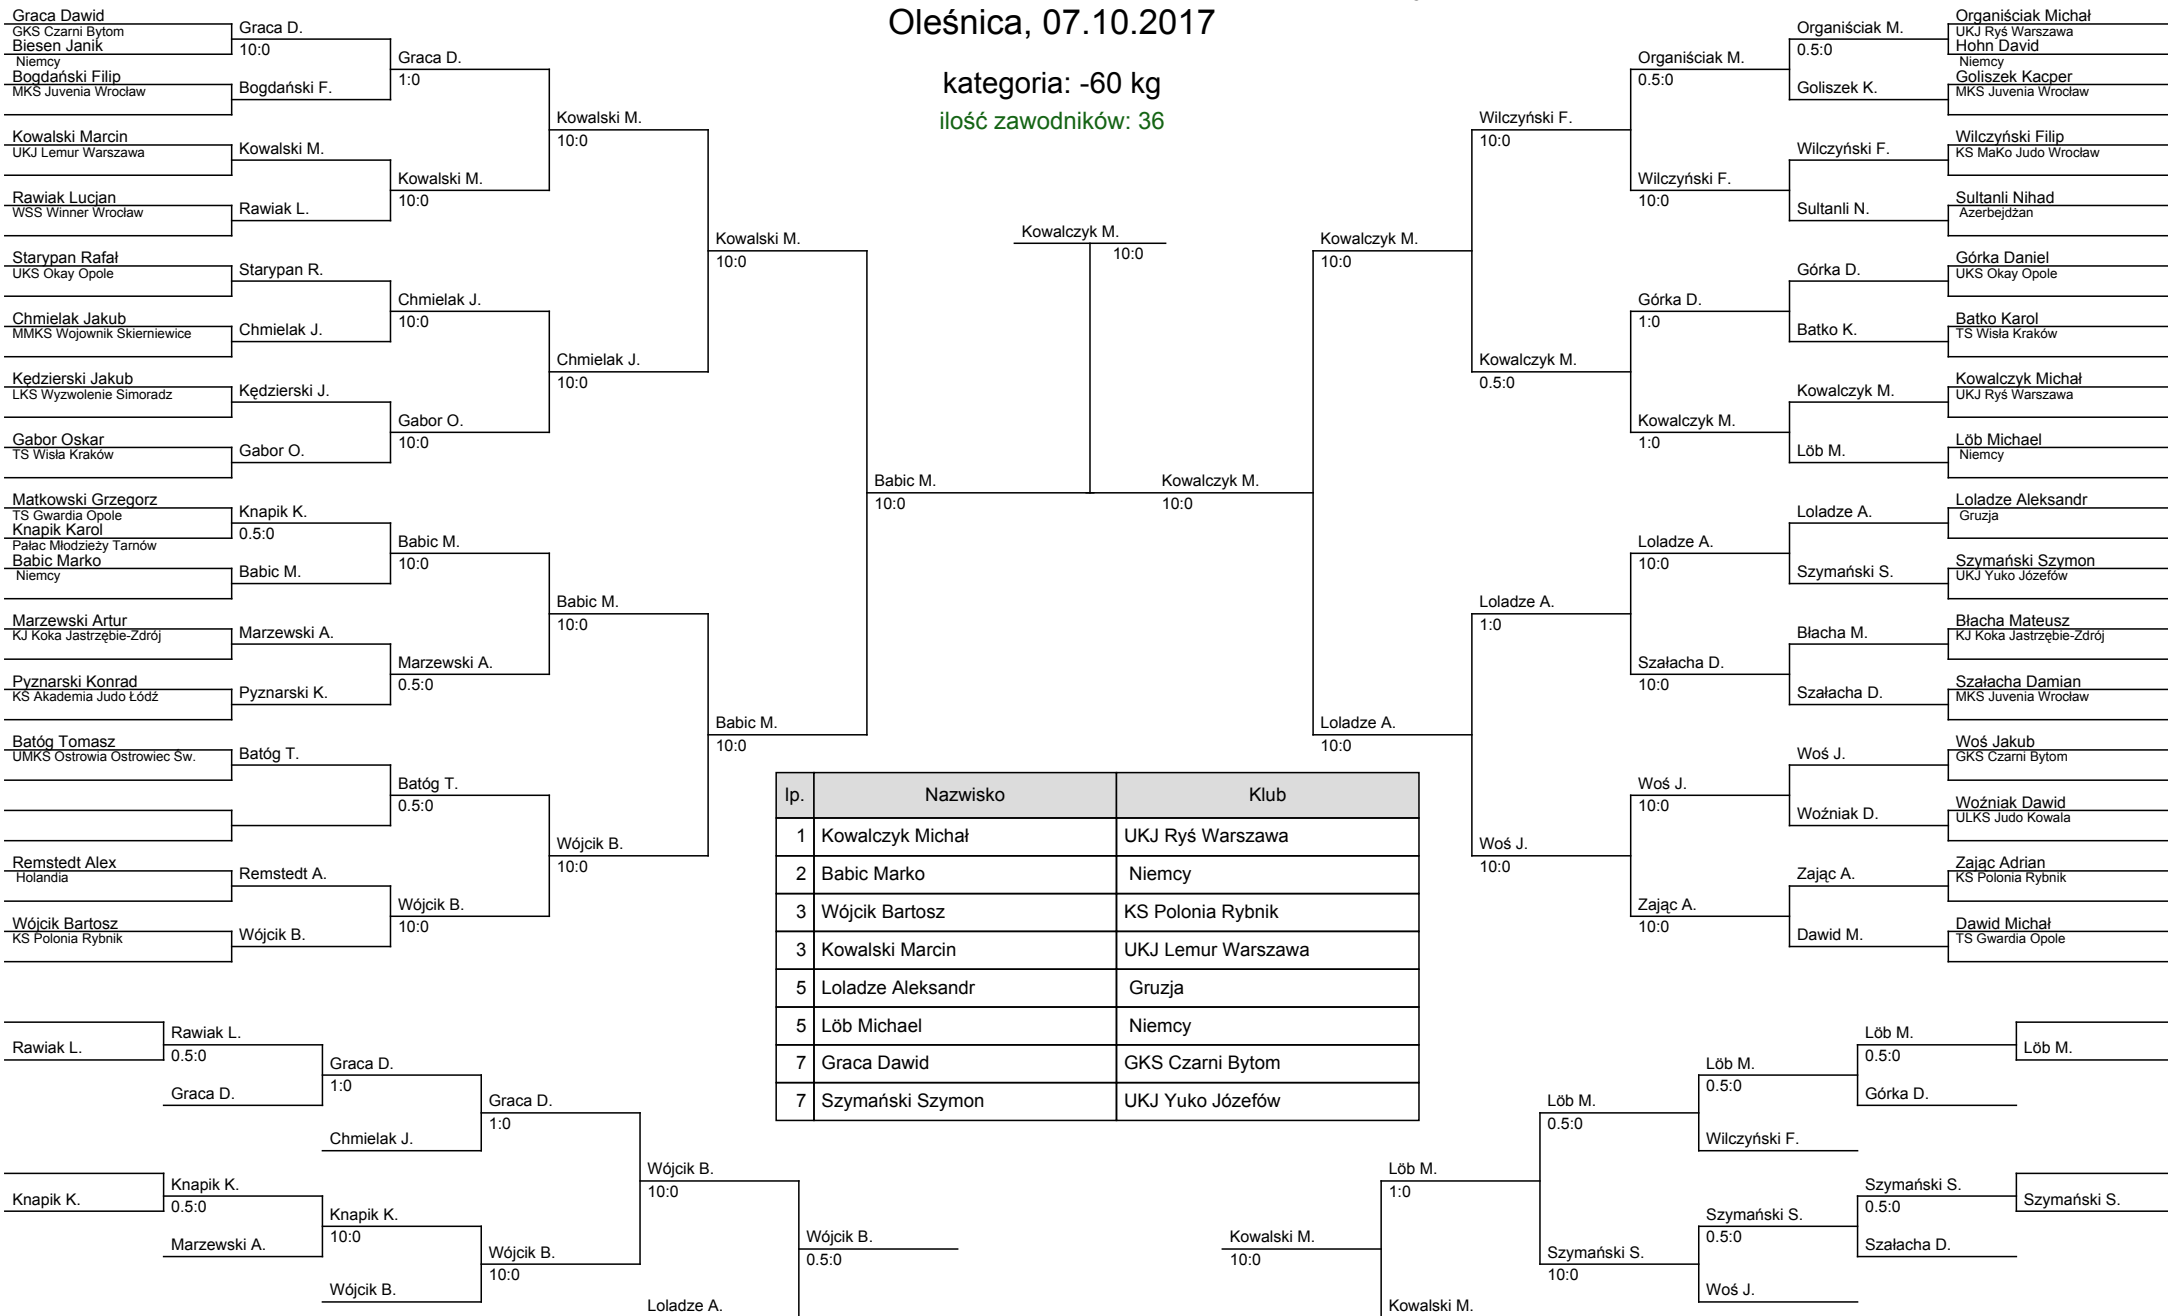 Oleśnica, 07.10.2017
kategoria: -60 kg
ilość zawodników: 36
Graca Dawid
GKS Czarni Bytom
Biesen Janik
Niemcy
Bogdański Filip
MKS Juvenia Wrocław
Kowalski Marcin
UKJ Lemur Warszawa
Rawiak Lucjan
WSS Winner Wrocław
Starypan Rafał
UKS Okay Opole
Chmielak Jakub
MMKS Wojownik Skierniewice
Kędzierski Jakub
LKS Wyzwolenie Simoradz
Gabor Oskar
TS Wisła Kraków
Matkowski Grzegorz
TS Gwardia Opole
Knapik Karol
Pałac Młodzieży Tarnów
Babic Marko
Niemcy
Marzewski Artur
KJ Koka Jastrzębie-Zdrój
Pyznarski Konrad
KS Akademia Judo Łódź
Batóg Tomasz
UMKS Ostrowia Ostrowiec Św.
Remstedt Alex
Holandia
Wójcik Bartosz
KS Polonia Rybnik
Graca D.
10:0
Bogdański F.
Kowalski M.
Rawiak L.
Starypan R.
Chmielak J.
Kędzierski J.
Gabor O.
Knapik K.
0.5:0
Babic M.
Marzewski A.
Pyznarski K.
Batóg T.
Remstedt A.
Wójcik B.
Graca D.
1:0
Kowalski M.
10:0
Chmielak J.
10:0
Gabor O.
10:0
Babic M.
10:0
Marzewski A.
0.5:0
Batóg T.
0.5:0
Wójcik B.
10:0
Kowalski M.
10:0
Chmielak J.
10:0
Babic M.
10:0
Wójcik B.
10:0
Kowalski M.
10:0
Babic M.
10:0
Babic M.
10:0
Kowalczyk M.
10:0
Kowalczyk M.
10:0
Kowalczyk M.
10:0
Loladze A.
10:0
Wilczyński F.
10:0
Kowalczyk M.
0.5:0
Loladze A.
1:0
Woś J.
10:0
Organiściak M.
0.5:0
Wilczyński F.
10:0
Górka D.
1:0
Kowalczyk M.
1:0
Loladze A.
10:0
Szałacha D.
10:0
Woś J.
10:0
Zając A.
10:0
Organiściak M.
0.5:0
Goliszek K.
Wilczyński F.
Sultanli N.
Górka D.
Batko K.
Kowalczyk M.
Löb M.
Loladze A.
Szymański S.
Błacha M.
Szałacha D.
Woś J.
Woźniak D.
Zając A.
Dawid M.
Organiściak Michał
UKJ Ryś Warszawa
Hohn David
Niemcy
Goliszek Kacper
MKS Juvenia Wrocław
Wilczyński Filip
KS MaKo Judo Wrocław
Sultanli Nihad
Azerbejdżan
Górka Daniel
UKS Okay Opole
Batko Karol
TS Wisła Kraków
Kowalczyk Michał
UKJ Ryś Warszawa
Löb Michael
Niemcy
Loladze Aleksandr
Gruzja
Szymański Szymon
UKJ Yuko Józefów
Błacha Mateusz
KJ Koka Jastrzębie-Zdrój
Szałacha Damian
MKS Juvenia Wrocław
Woś Jakub
GKS Czarni Bytom
Woźniak Dawid
ULKS Judo Kowala
Zając Adrian
KS Polonia Rybnik
Dawid Michał
TS Gwardia Opole
lp. Nazwisko Klub
1 Kowalczyk Michał UKJ Ryś Warszawa
2 Babic Marko Niemcy
3 Wójcik Bartosz KS Polonia Rybnik
3 Kowalski Marcin UKJ Lemur Warszawa
5 Loladze Aleksandr Gruzja
5 Löb Michael Niemcy
7 Graca Dawid GKS Czarni Bytom
7 Szymański Szymon UKJ Yuko Józefów
Rawiak L.
Knapik K.
Rawiak L.
0.5:0
Graca D.
Knapik K.
0.5:0
Marzewski A.
Graca D.
1:0
Chmielak J.
Knapik K.
10:0
Wójcik B.
Graca D.
1:0
Wójcik B.
10:0
Wójcik B.
10:0
Loladze A.
Wójcik B.
0.5:0
Kowalski M.
10:0
Löb M.
1:0
Kowalski M.
Löb M.
0.5:0
Szymański S.
10:0
Löb M.
0.5:0
Wilczyński F.
Szymański S.
0.5:0
Woś J.
Löb M.
0.5:0
Górka D.
Szymański S.
0.5:0
Szałacha D.
Löb M.
Szymański S.